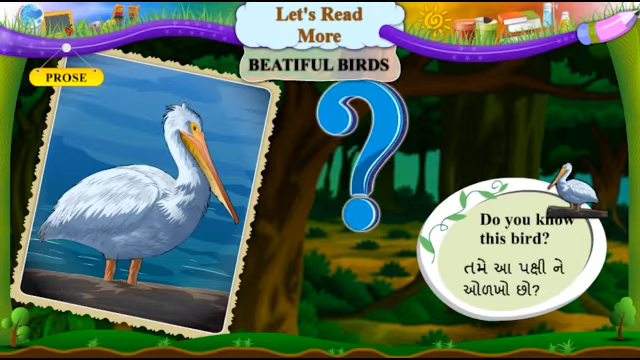 Let's Read
More
BEATIFUL BIRDS
PROSE
Do you know
this bird?
તમે આ પક્ષી ને
ઓળખો છો?